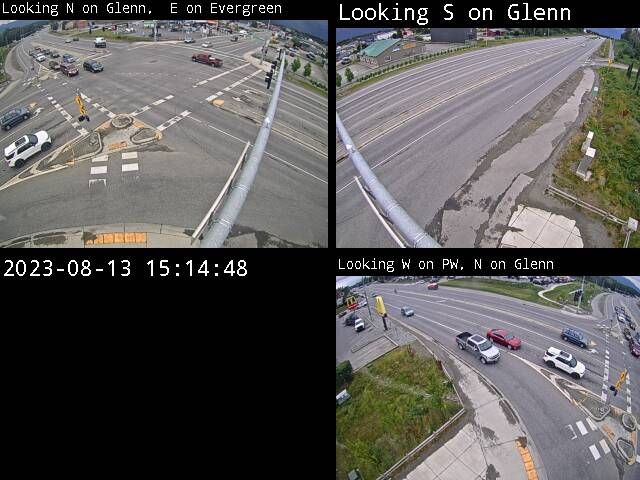 Looking N on Glenn,  E on Evergreen
Looking S on Glenn
2023-08-13 15:14:48
Looking W on PW, N on Glenn